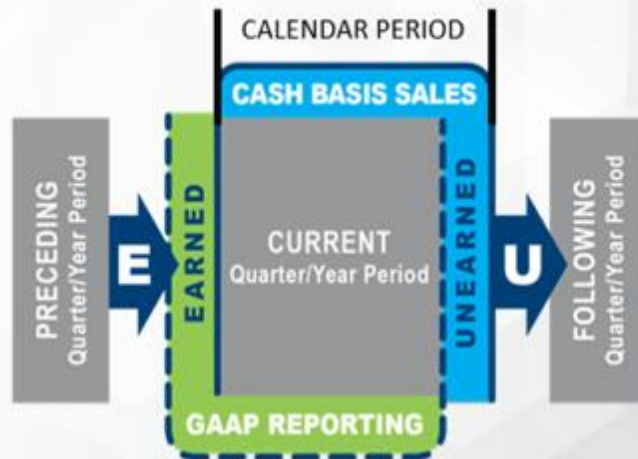 CALENDAR PERIOD
CASH BASIS SALES
PRECEDING
Quarter/Year Period
E
EARNED
CURRENT
Quarter/Year Period
UNEARNED
U
FOLLOWING
Quarter/Year Period
GAAP REPORTING